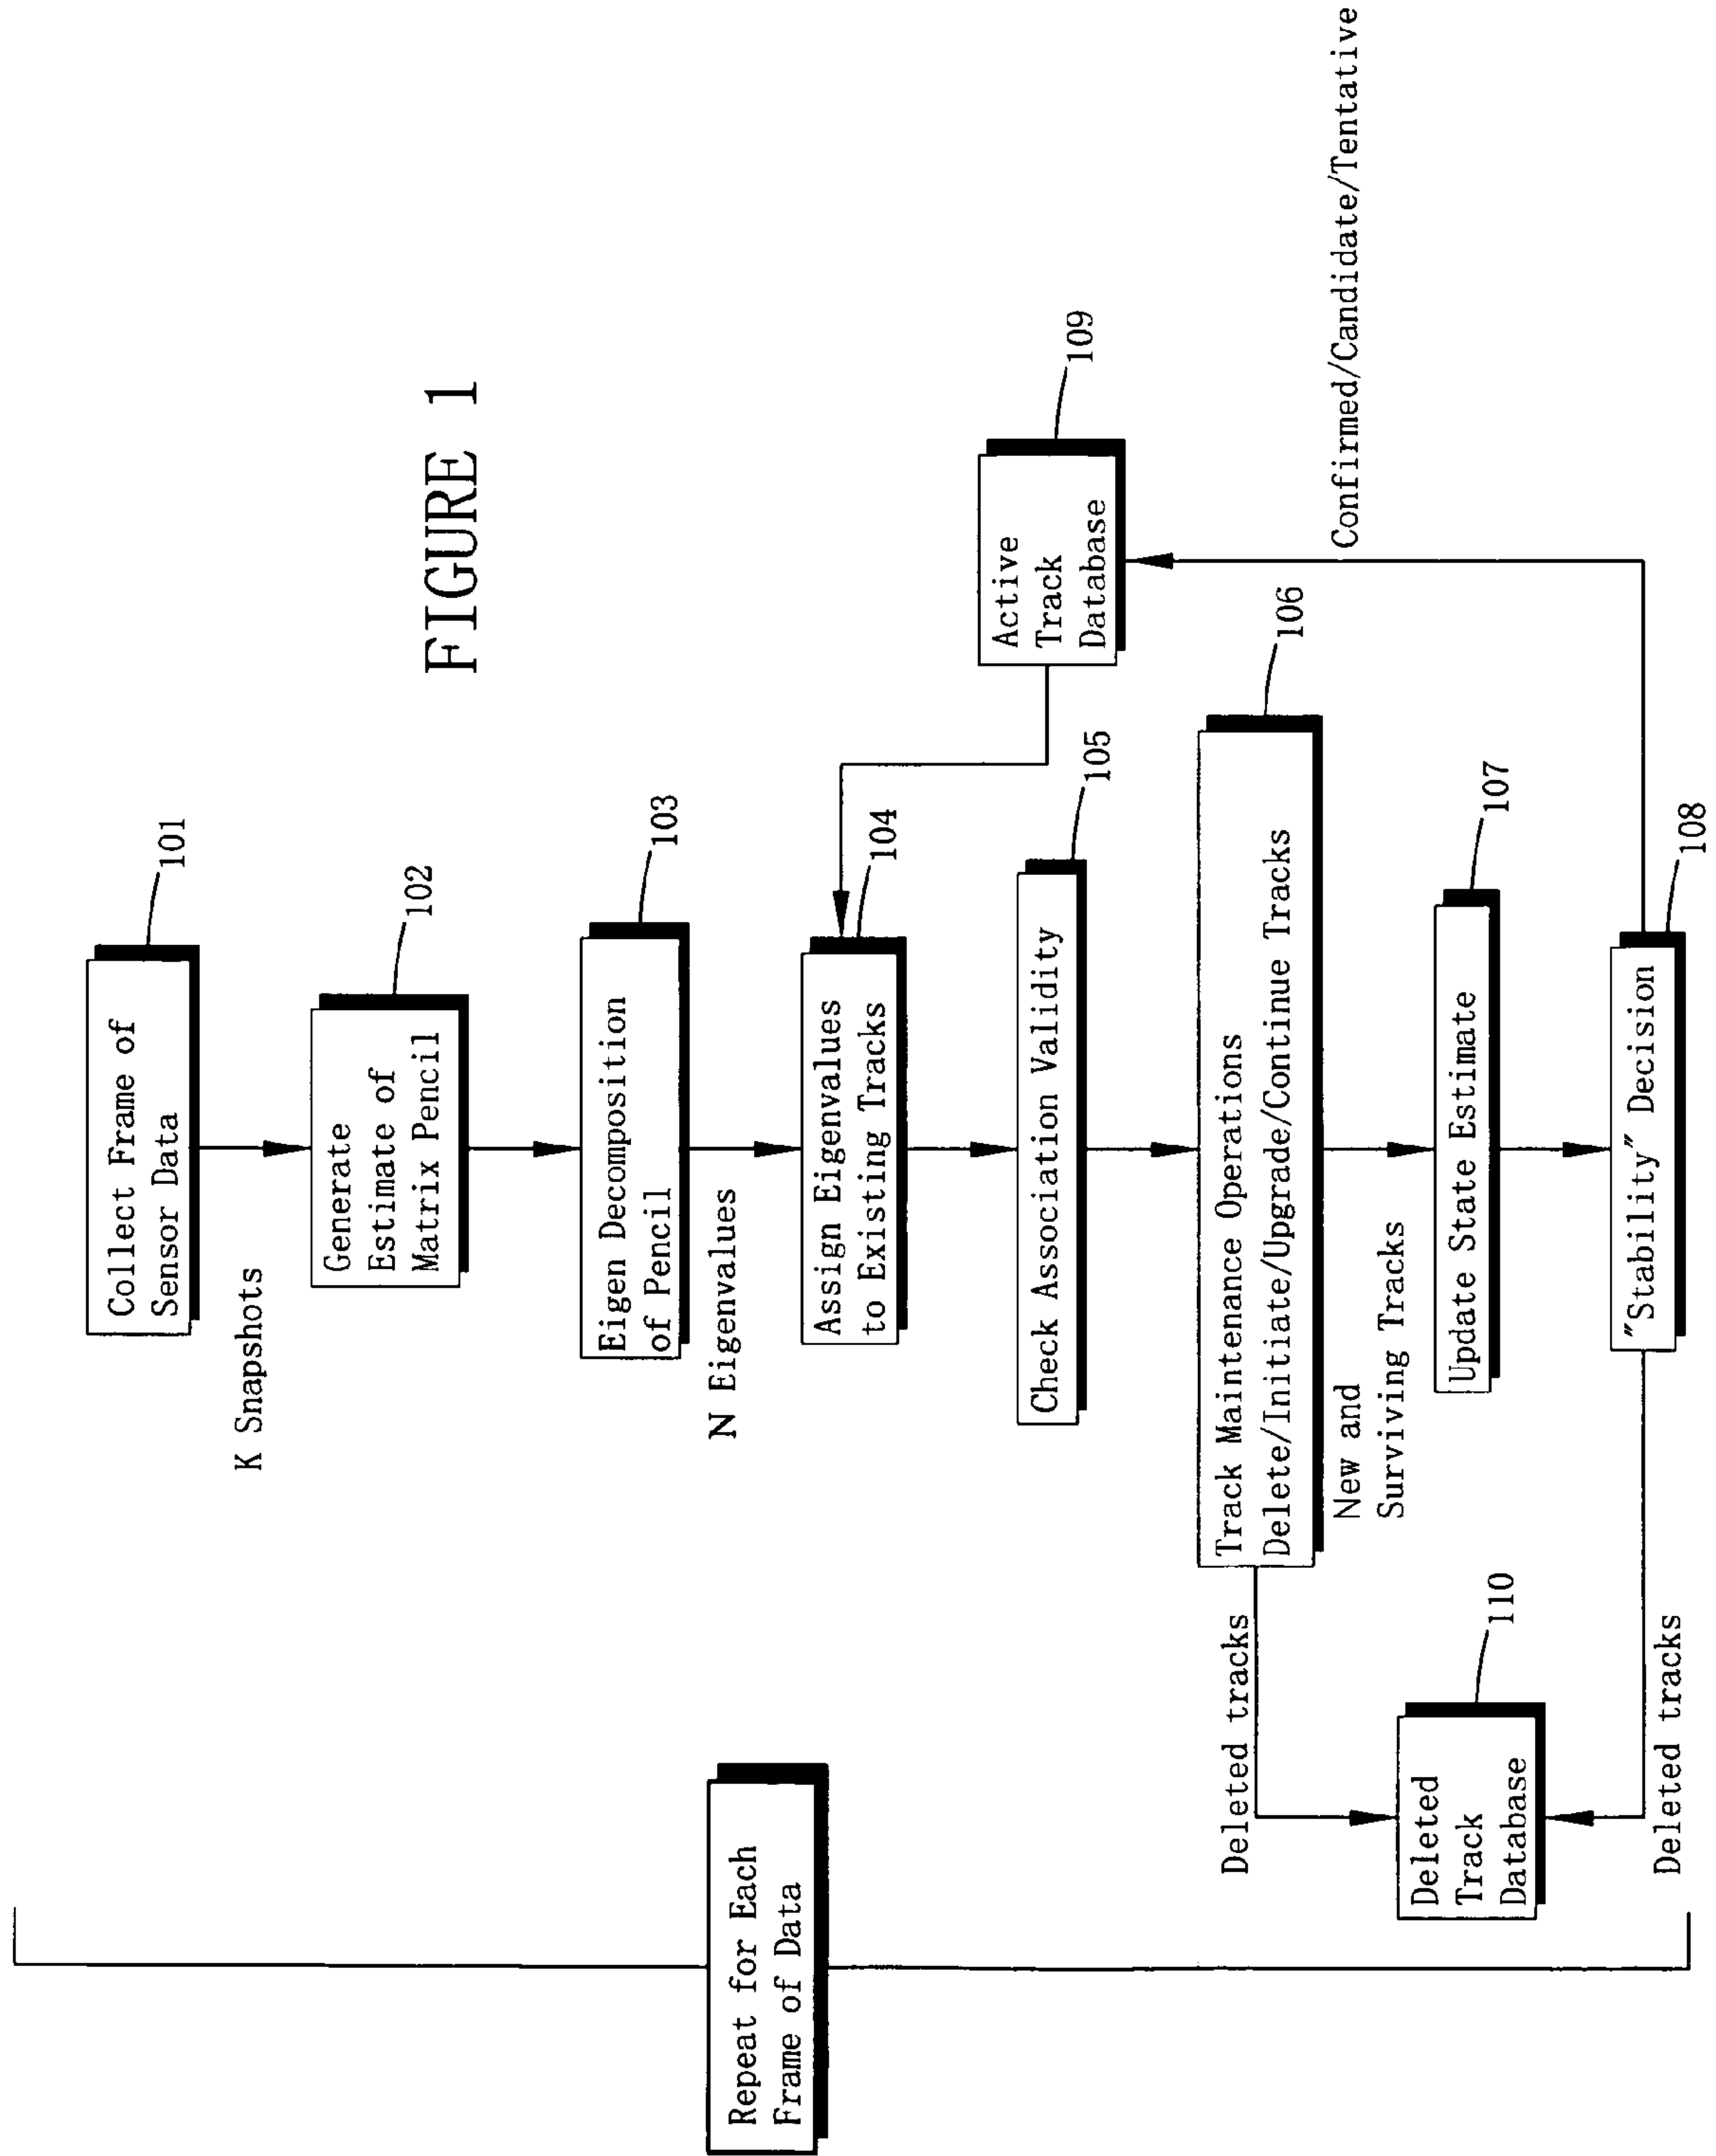 FIGURE 1
Repeat for Each
Frame of Data
Collect Frame of
Sensor Data
101
K Snapshots
Generate
Estimate of
Matrix Pencil
102
Eigen Decomposition
of Pencil
103
N Eigenvalues
Assign Eigenvalues
to Existing Tracks
104
Active
Track
Database
109
Check Association Validity
105
Track Maintenance Operations
Delete/Initiate/Upgrade/Continue Tracks
106
Deleted tracks
New and
Surviving Tracks
Deleted
Track
Database
110
Update State Estimate
107
Confirmed/Candidate/Tentative
"Stability" Decision
108
Deleted tracks